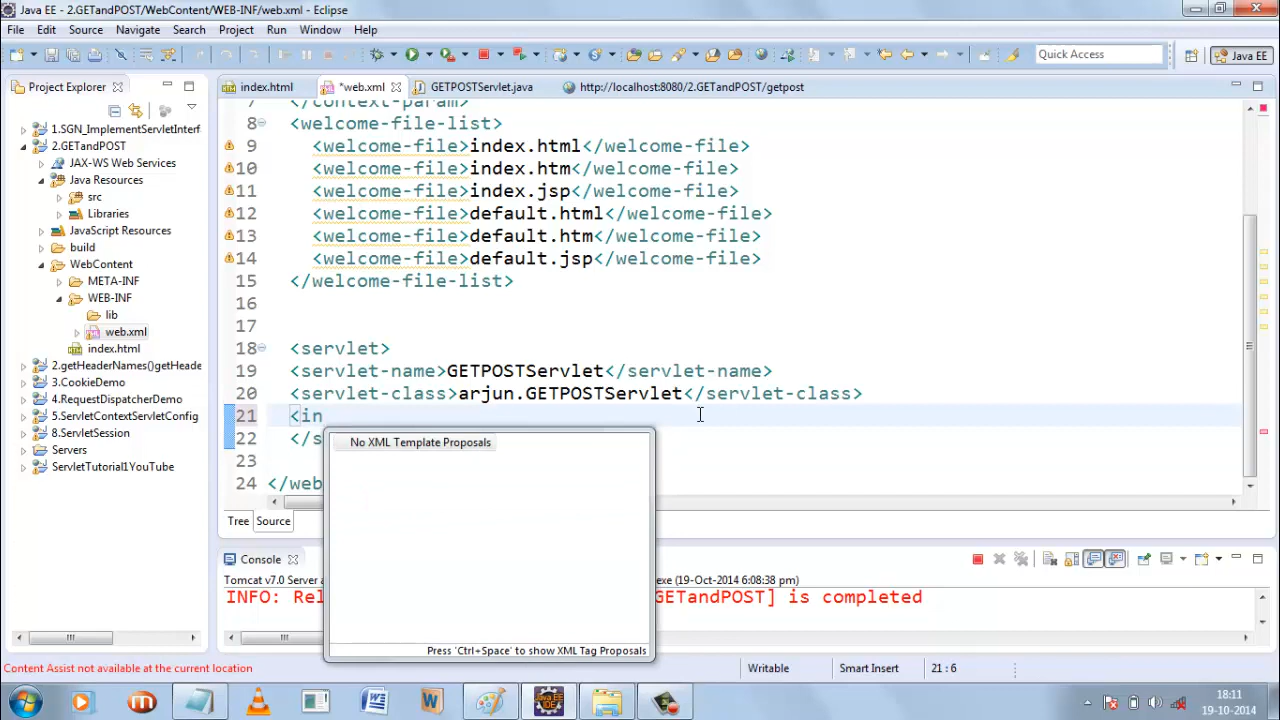 Java EE - 2.GETandPOST/WebContent/WEB-INF/web.xml - Eclipse
File Edit Source Navigate Search Project Run Window Help
Quick Access
Java EE
Project Explorer
1.SGN_ImplementServletInterf
2.GETandPOST
JAX-WS Web Services
Java Resources
src
Libraries
JavaScript Resources
build
WebContent
META-INF
WEB-INF
lib
web.xml
index.html
2.getHeaderNames()getHeade
3.CookieDemo
4.RequestDispatcherDemo
5.ServletContextServletConfig
8.ServletSession
Servers
ServletTutorial1YouTube
index.html *web.xml GETPOSTServlet.java http://localhost:8080/2.GETandPOST/getpost
7 </context-param>
8 <welcome-file-list>
9 <welcome-file>index.html</welcome-file>
10 <welcome-file>index.htm</welcome-file>
11 <welcome-file>index.jsp</welcome-file>
12 <welcome-file>default.html</welcome-file>
13 <welcome-file>default.htm</welcome-file>
14 <welcome-file>default.jsp</welcome-file>
15 </welcome-file-list>
16
17
18 <servlet>
19 <servlet-name>GETPOSTServlet</servlet-name>
20 <servlet-class>arjun.GETPOSTServlet</servlet-class>
21 <in
22 </s
23
24 </web
No XML Template Proposals
Press 'Ctrl+Space' to show XML Tag Proposals
Tree Source
Console
Tomcat v7.0 Server a xe (19-Oct-2014 6:08:38 pm)
INFO: Rel GETandPOST] is completed
Content Assist not available at the current location
Writable Smart Insert 21 : 6
18:11
19-10-2014